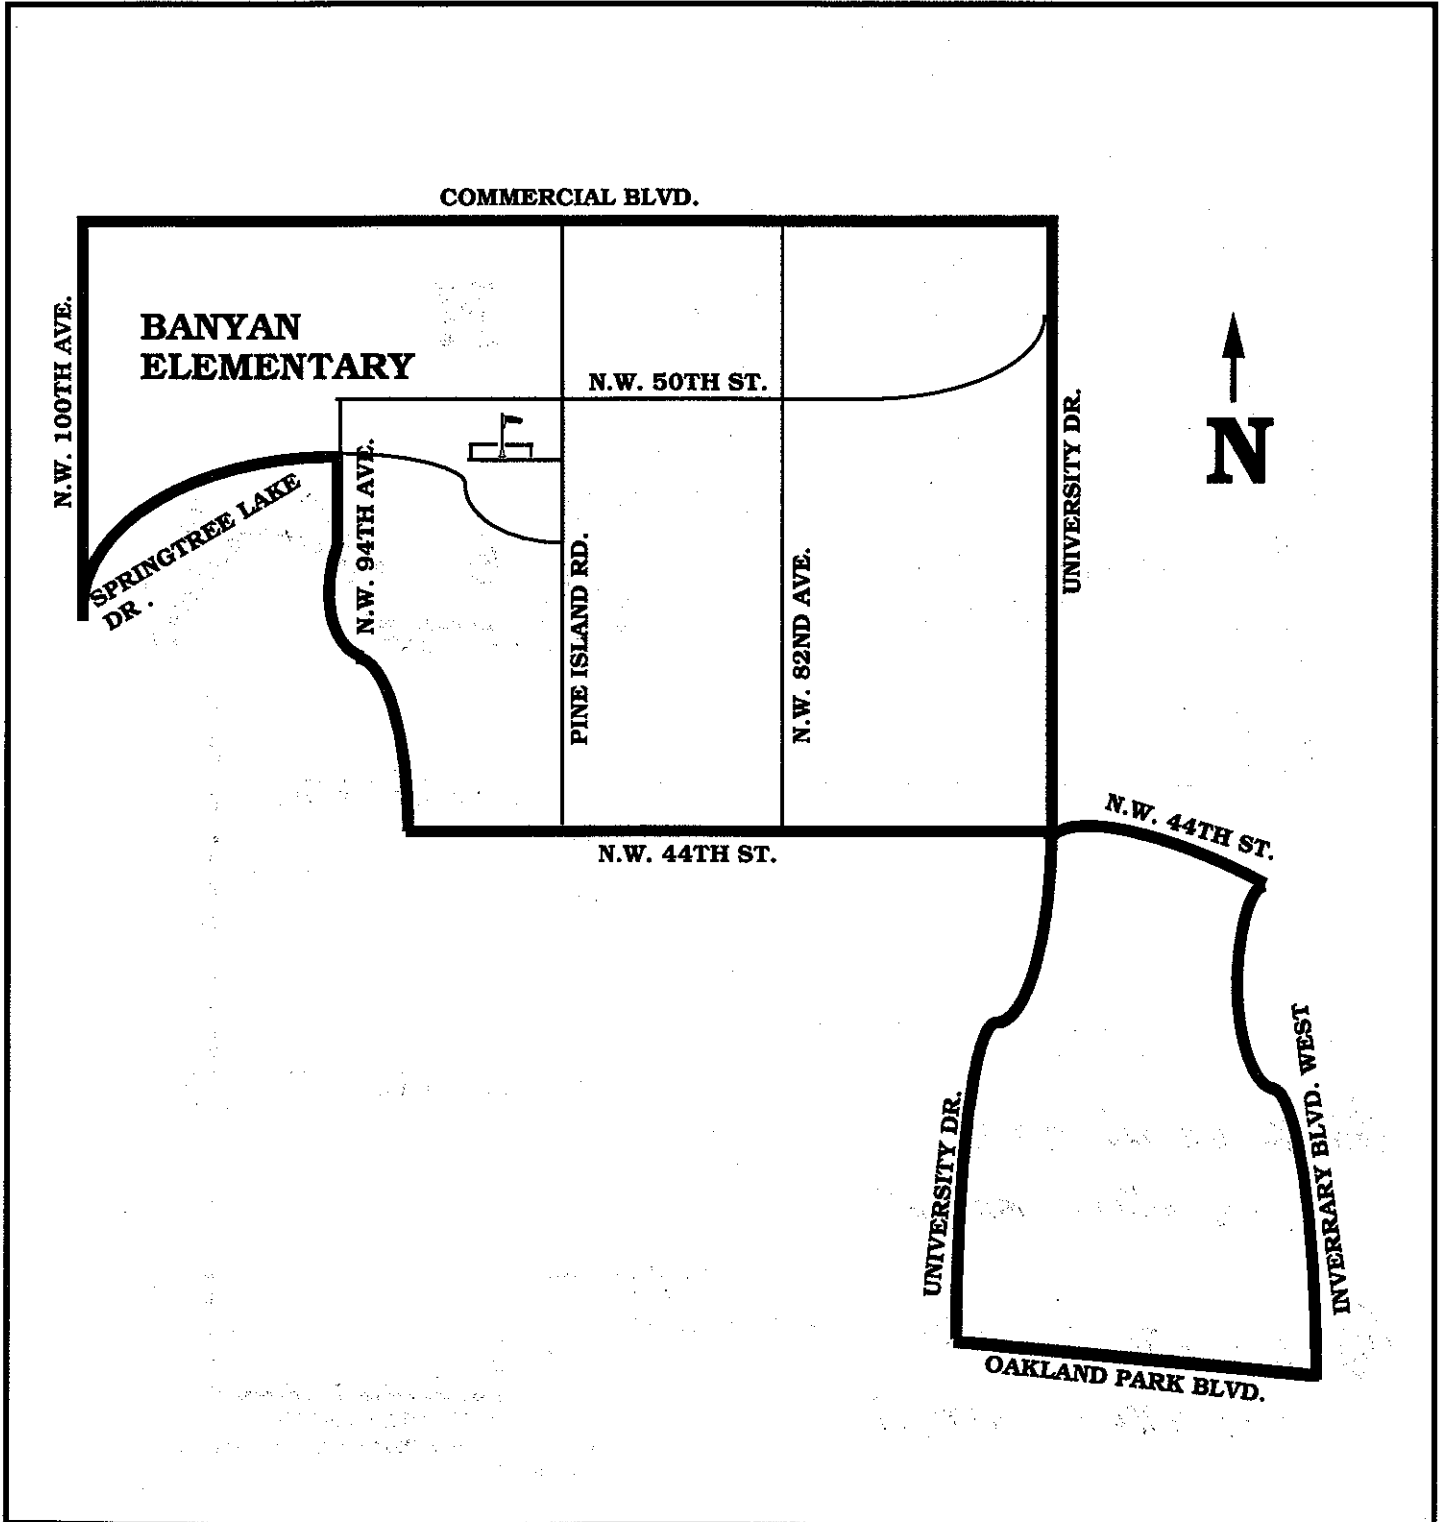 COMMERCIAL BLVD.
N.W. 100TH AVE.
BANYAN
ELEMENTARY
N.W. 50TH ST.
UNIVERSITY DR.
N
SPRINGTREE LAKE
DR .
N.W. 94TH AVE.
PINE ISLAND RD.
N.W. 82ND AVE.
N.W. 44TH ST.
N.W. 44TH ST.
UNIVERSITY DR.
INVERRARY BLVD. WEST
OAKLAND PARK BLVD.